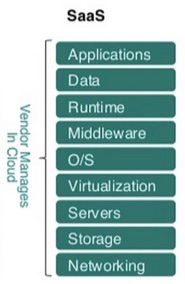 SaaS
Applications
Data
Runtime
Middleware
O/S
Virtualization
Servers
Storage
Networking
Vendor Manages
In Cloud